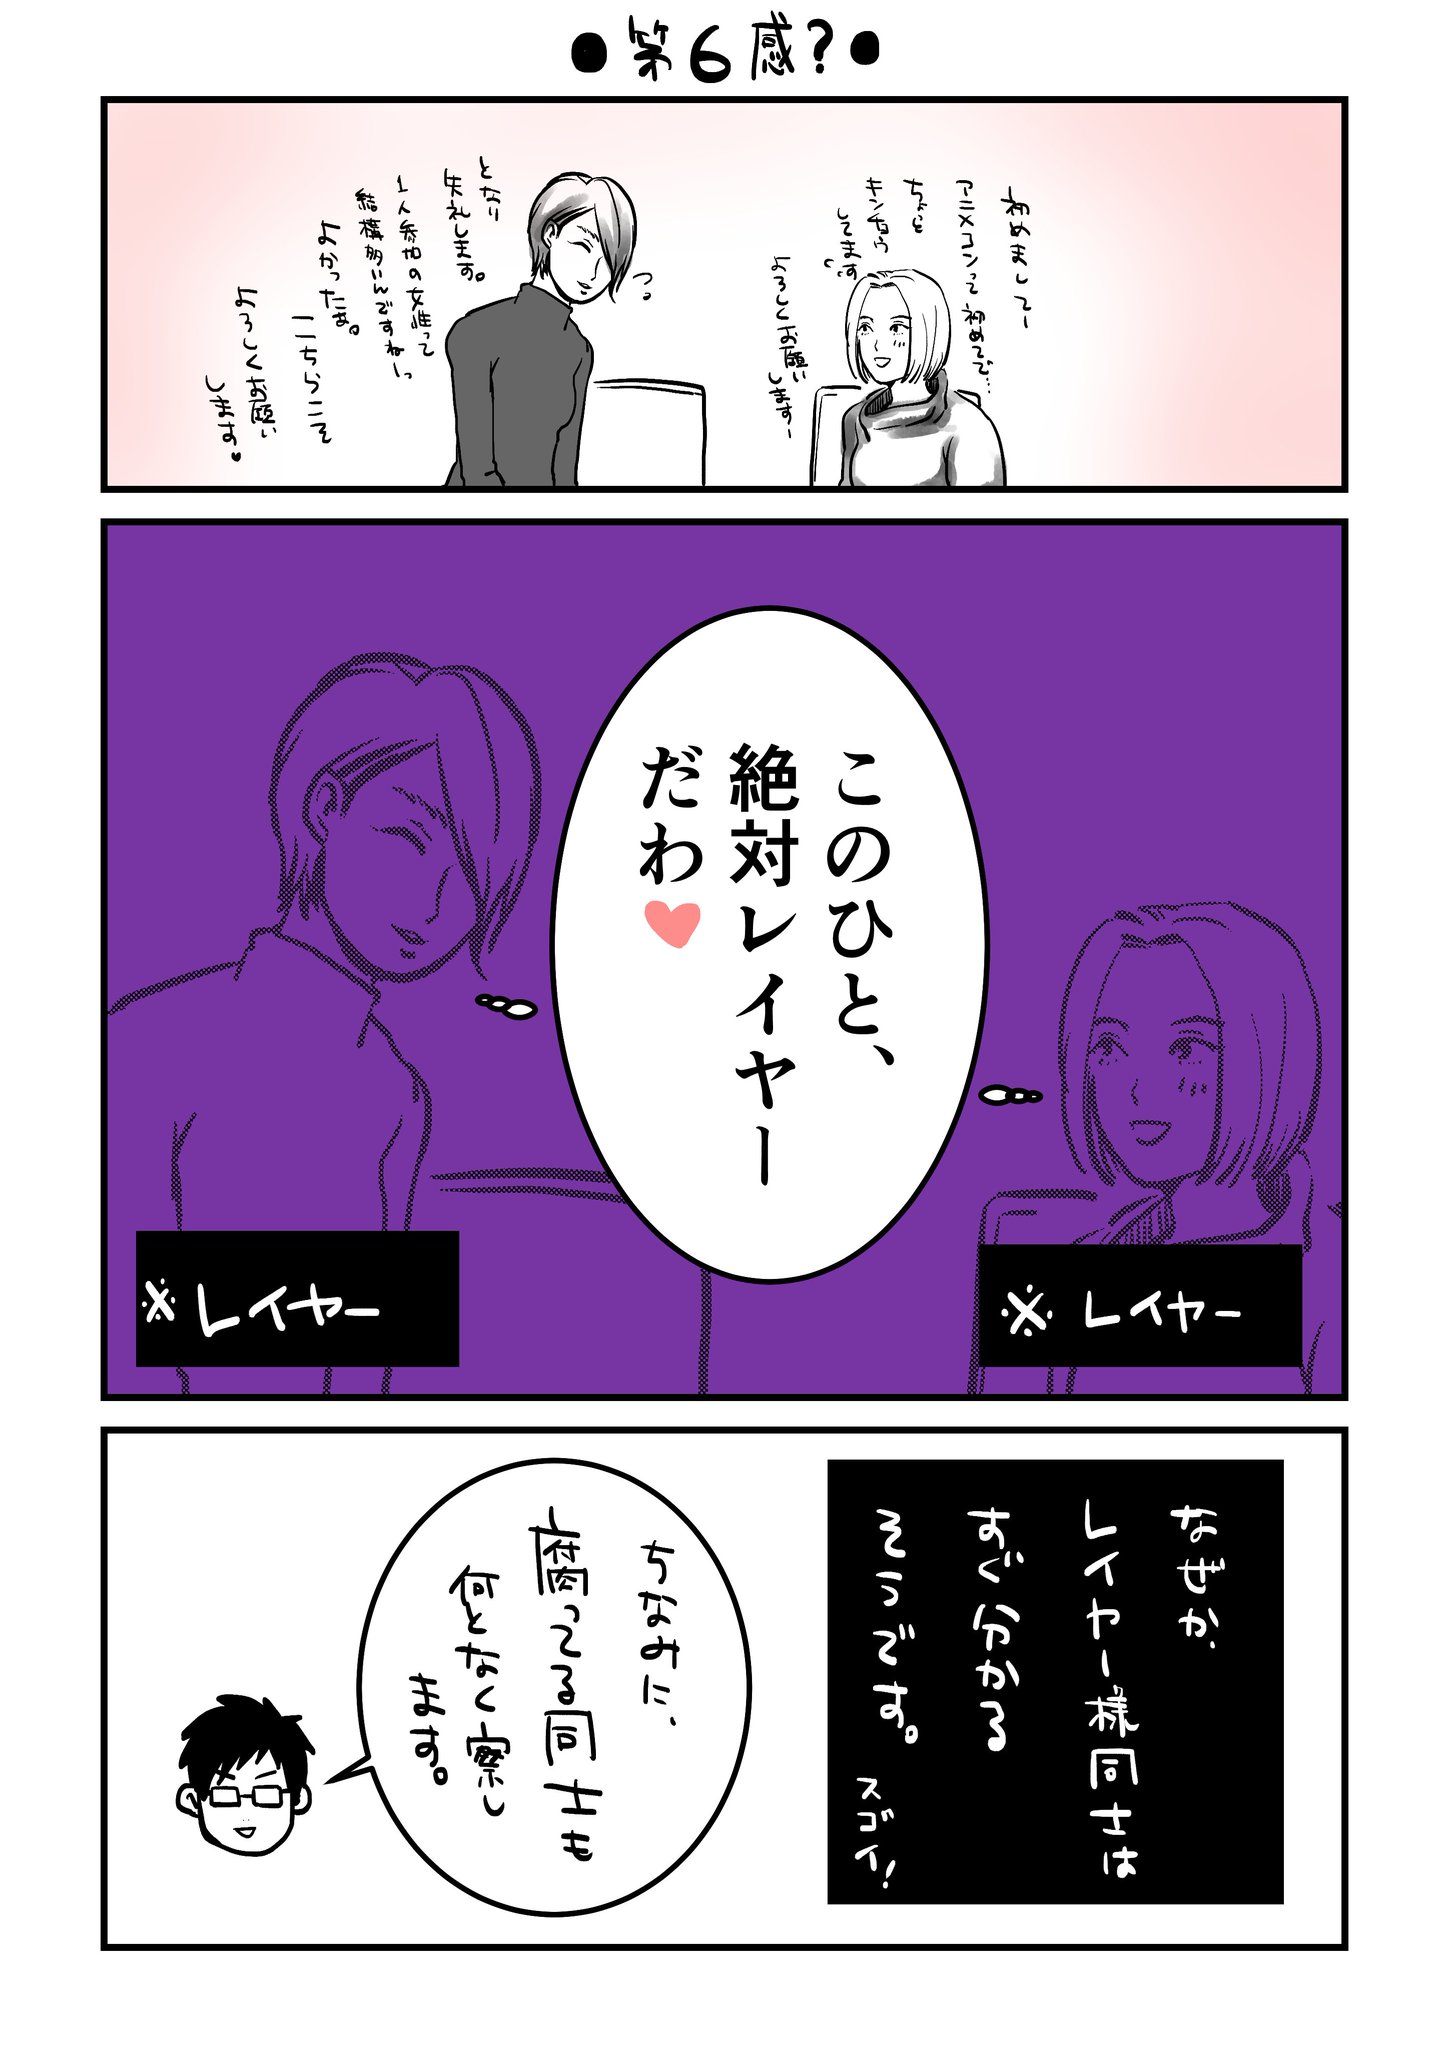 ●第6感?●
初めましてー
アニメコンって初めてで…
ちょっと
キンチョウ
してます
よろしくお願い
しますー
となり
失礼します。
1人参加の女性って
結構多いんですねーっ
よかったぁ。
こちらこそ
よろしくお願い
します♥
このひと、
絶対レイヤー
だわ♥
※レイヤー
※レイヤー
なぜか、
レイヤー様同士は
すぐ分かる
そうです。
スゴイ!
ちなみに、
腐ってる同士も
何となく察し
ます。